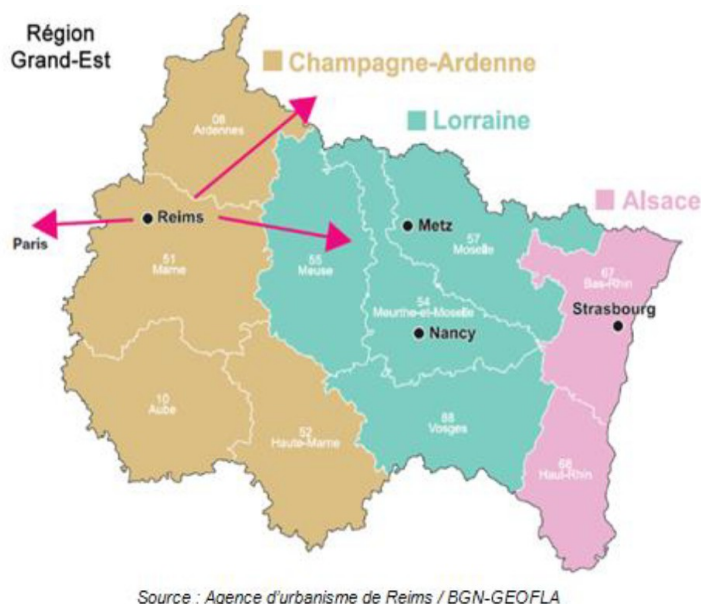 Région
Grand-Est
Champagne-Ardenne
Lorraine
Alsace
08
Ardennes
Reims
Paris
51
Marne
55
Meuse
Metz
57
Moselle
67
Bas-Rhin
Strasbourg
54
Meurthe-et-Moselle
Nancy
10
Aube
52
Haute-Marne
88
Vosges
68
Haut-Rhin
Source : Agence d'urbanisme de Reims / BGN-GEOFLA